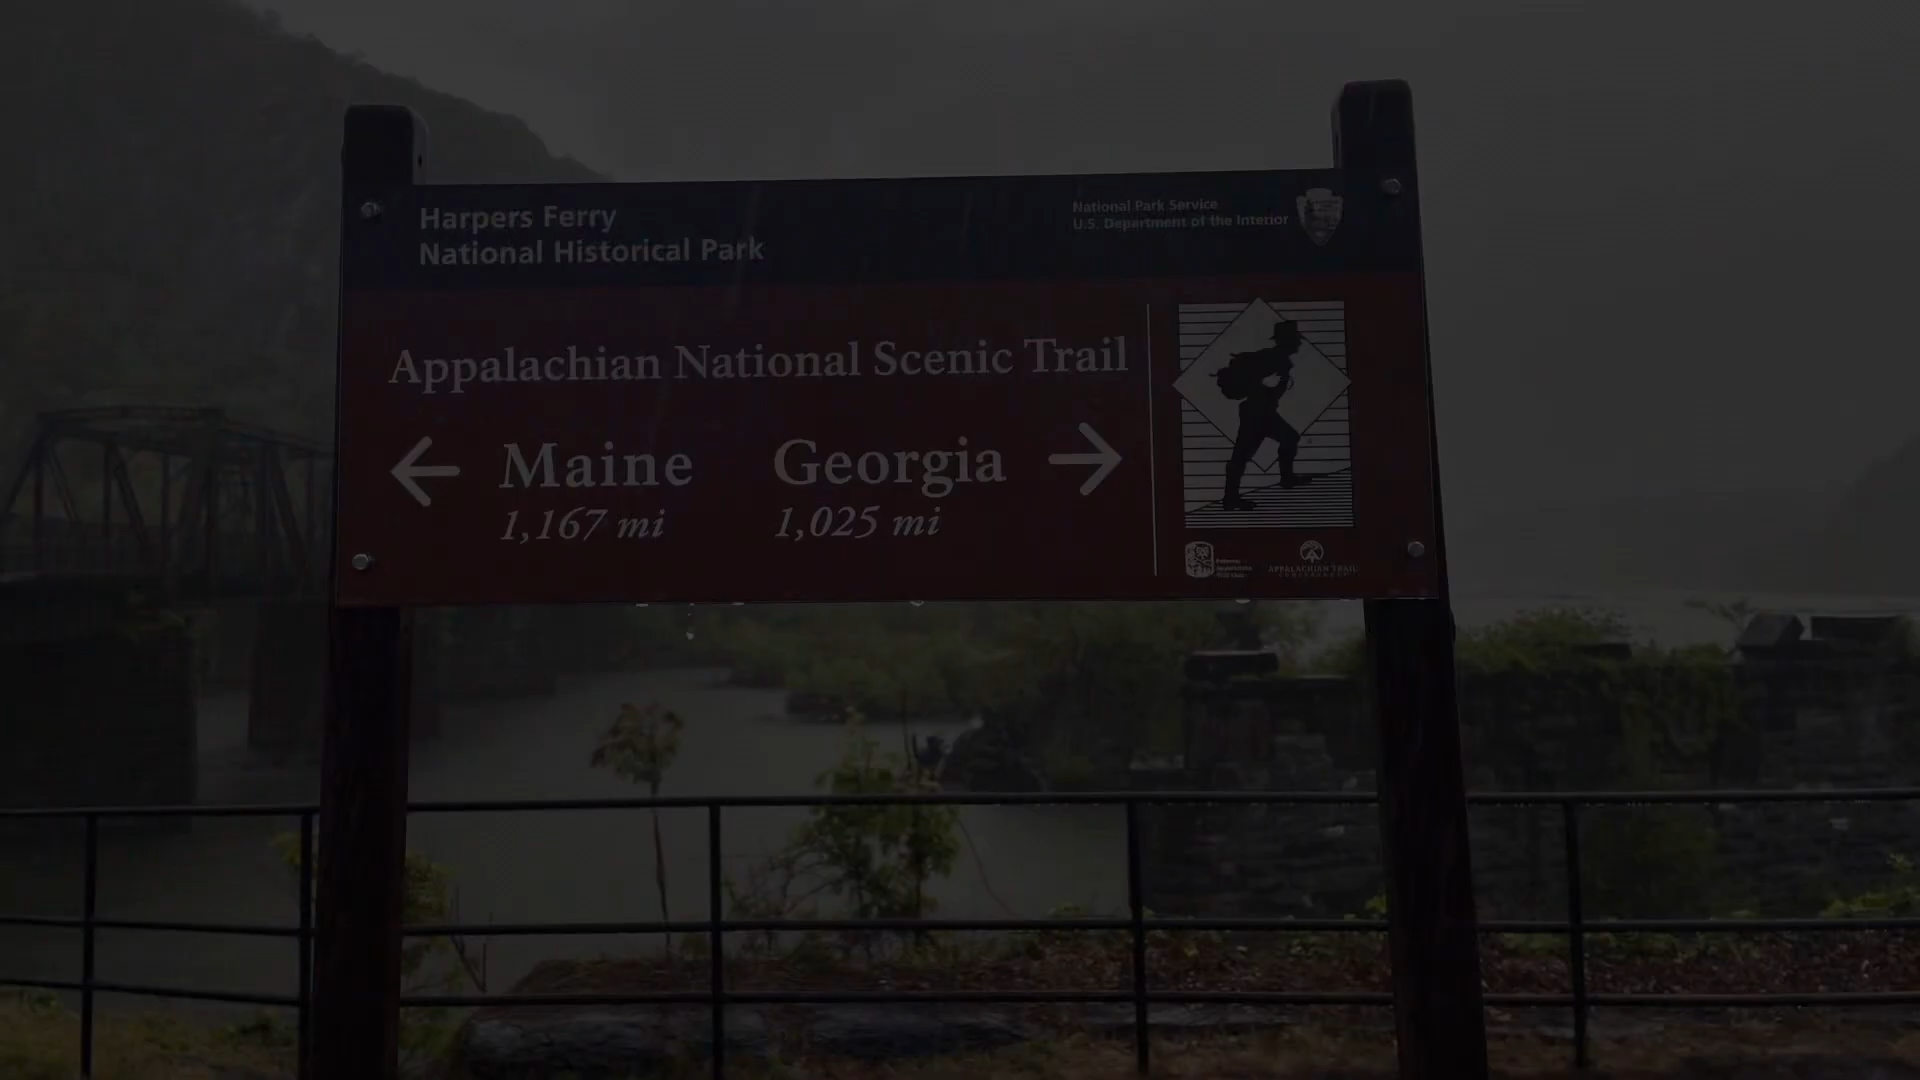 Harpers Ferry
National Historical Park
National Park Service
U.S. Department of the Interior
Appalachian National Scenic Trail
Maine
1,167 mi
Georgia
1,025 mi
APPALACHIAN TRAIL